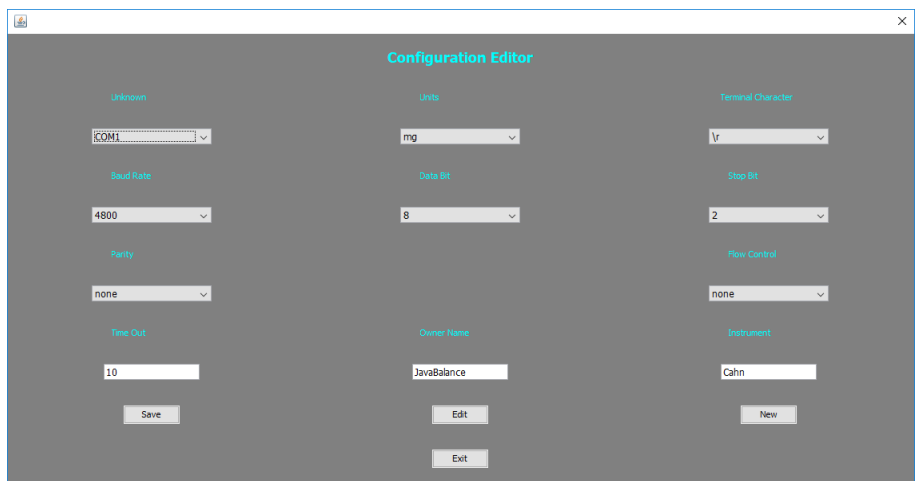 Configuration Editor
Unknown Units Terminal Character
COM1 mg \r
Baud Rate Data Bit Stop Bit
4800 8 2
Parity Flow Control
none none
Time Out Owner Name Instrument
10 JavaBalance Cahn
Save Edit New
Exit